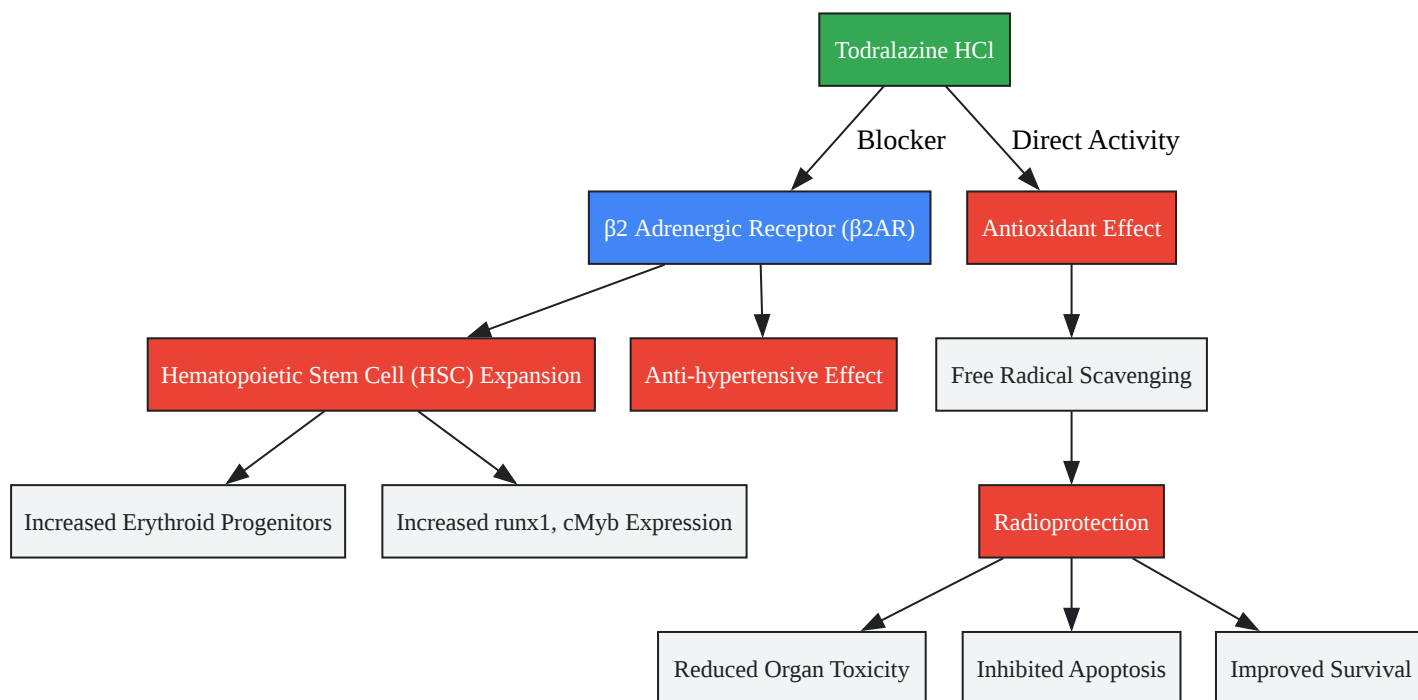 Todralazine HCl
Blocker
Direct Activity
β2 Adrenergic Receptor (β2AR)
Antioxidant Effect
Hematopoietic Stem Cell (HSC) Expansion
Anti-hypertensive Effect
Free Radical Scavenging
Increased Erythroid Progenitors
Increased runx1, cMyb Expression
Radioprotection
Reduced Organ Toxicity
Inhibited Apoptosis
Improved Survival